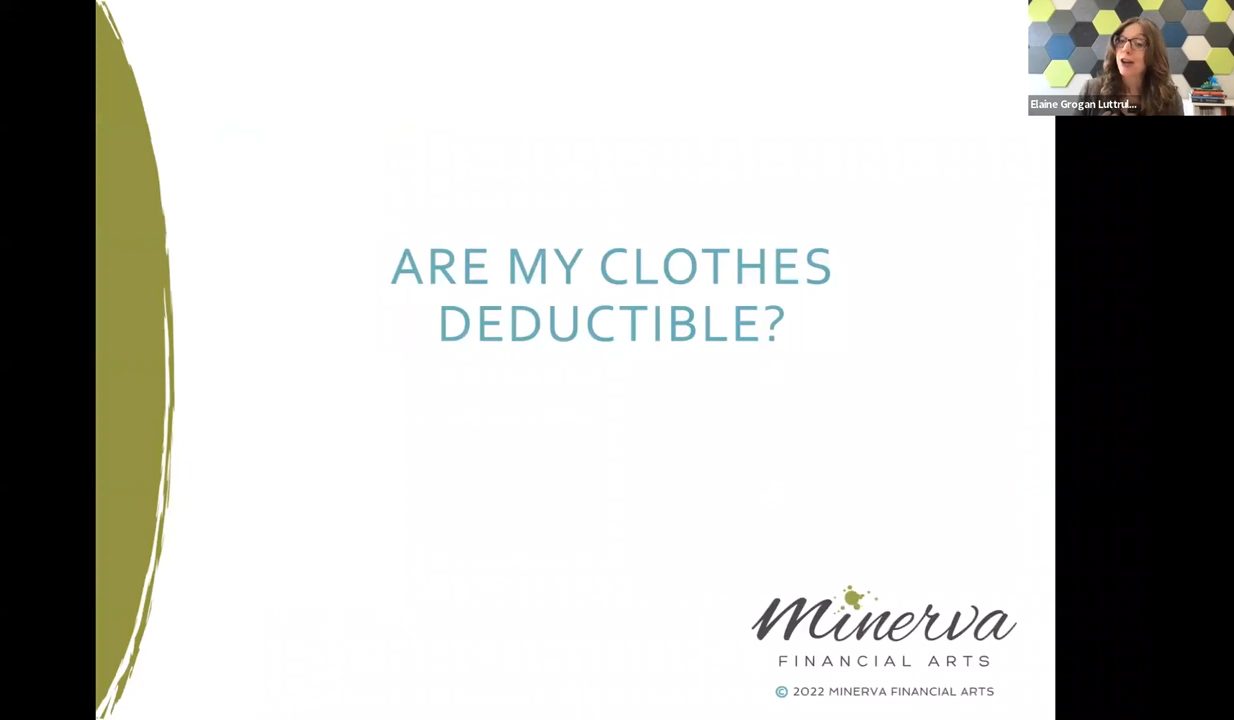 Elaine Grogan Luttrul...
ARE MY CLOTHES
DEDUCTIBLE?
Minerva
FINANCIAL ARTS
© 2022 MINERVA FINANCIAL ARTS